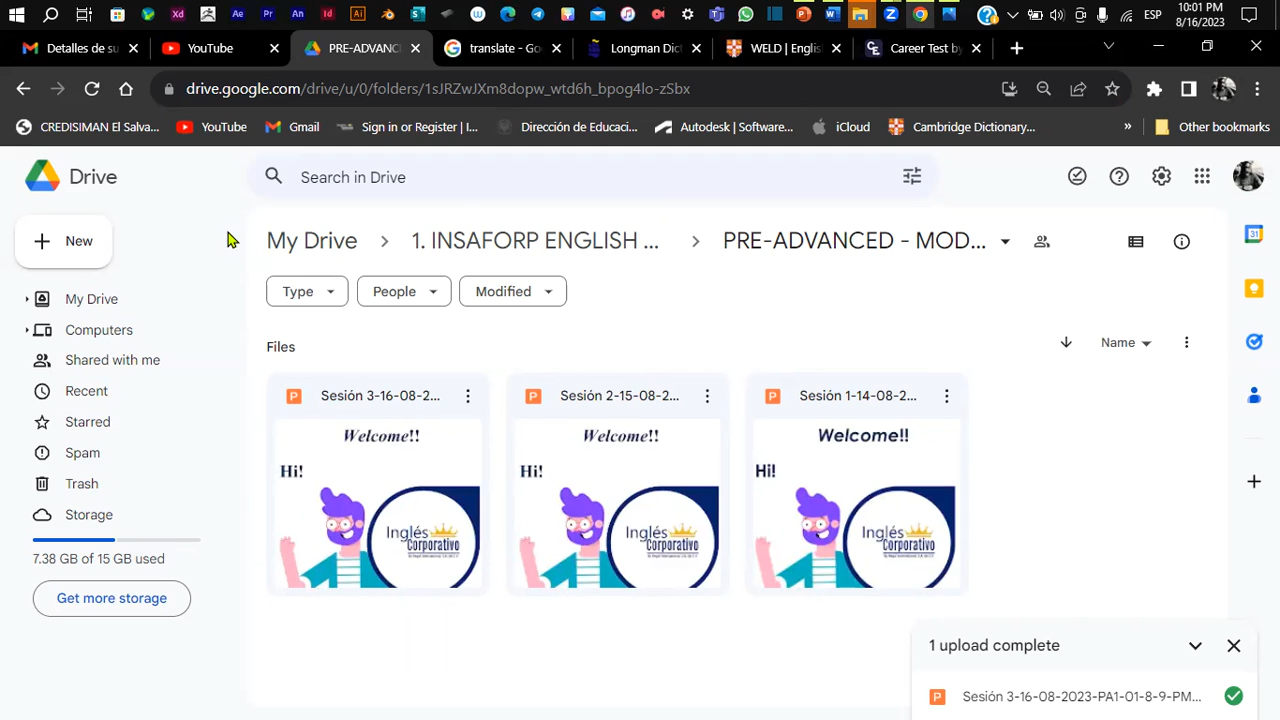 10:01 PM
ESP
8/16/2023
Detalles de su
YouTube
PRE-ADVANC
translate - Go
Longman Dict
WELD | English
Career Test by
drive.google.com/drive/u/0/folders/1sJRZwJXm8dopw_wtd6h_bpog4lo-zSbx
CREDISIMAN El Salva...
YouTube
Gmail
Sign in or Register | I...
Dirección de Educaci...
Autodesk | Software...
iCloud
Cambridge Dictionary...
»
Other bookmarks
Drive
Search in Drive
New
My Drive
1. INSAFORP ENGLISH ...
PRE-ADVANCED - MOD...
Type
People
Modified
My Drive
Computers
Shared with me
Recent
Starred
Spam
Trash
Storage
7.38 GB of 15 GB used
Get more storage
Files
Name
Sesión 3-16-08-2...
Sesión 2-15-08-2...
Sesión 1-14-08-2...
Welcome!!
Hi!
Inglés
Corporativo
Welcome!!
Hi!
Inglés
Corporativo
Welcome!!
Hi!
Inglés
Corporativo
31
1 upload complete
Sesión 3-16-08-2023-PA1-01-8-9-PM...